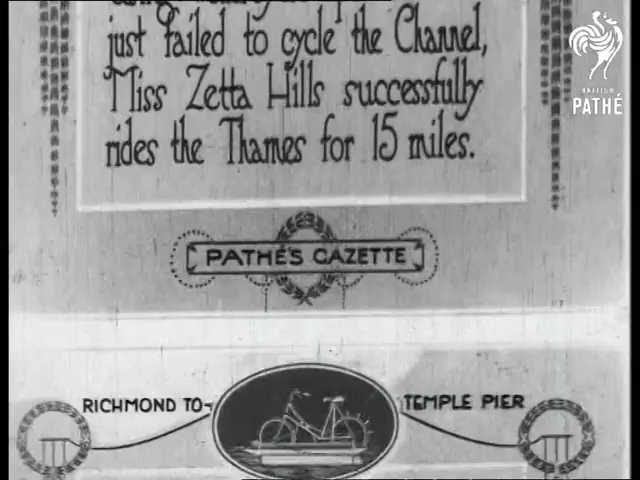 just failed to cycle the Channel,
Miss Zetta Hills successfully
rides the Thames for 15 miles.
BRITISH
PATHÉ
PATHÉ'S GAZETTE
RICHMOND TO-
TEMPLE PIER